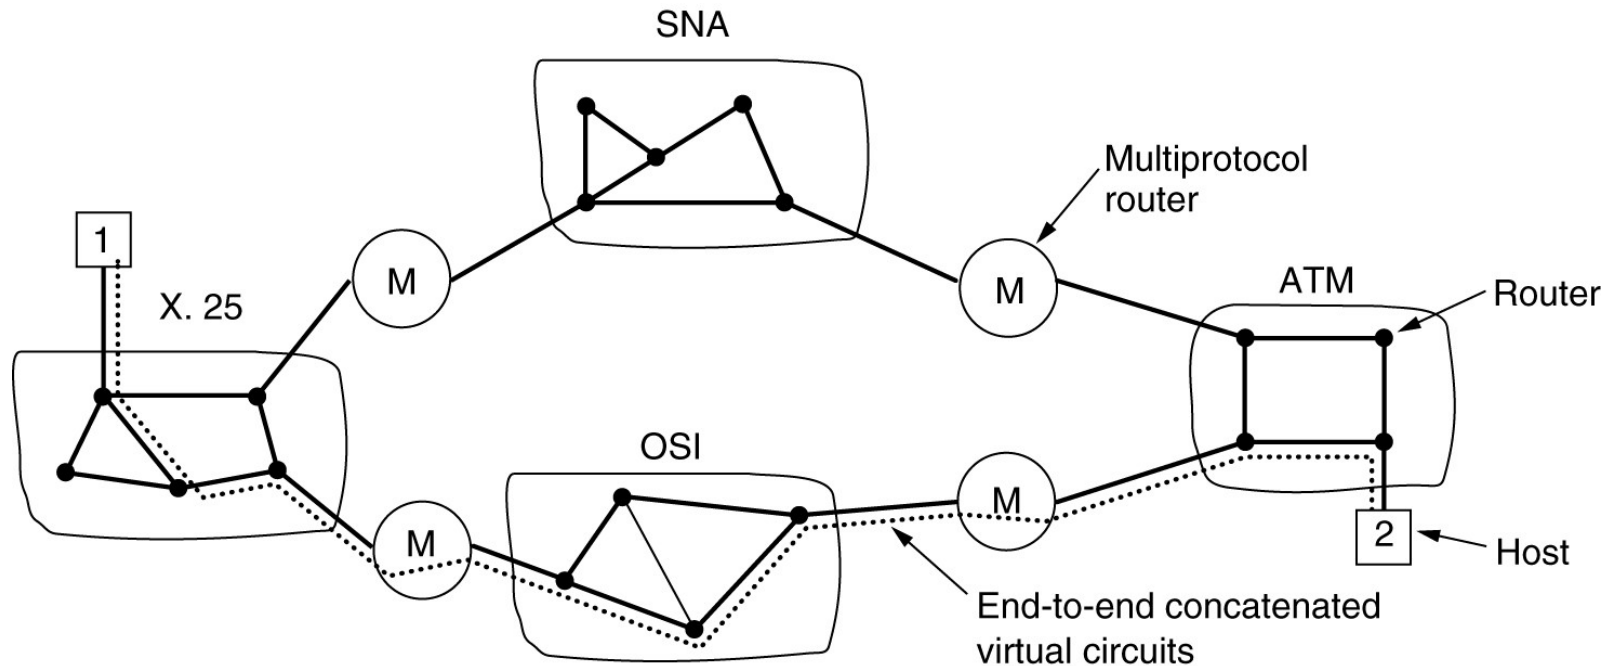 SNA
Multiprotocol
router
1
M
M
X. 25
ATM
Router
OSI
M
M
2
Host
End-to-end concatenated
virtual circuits